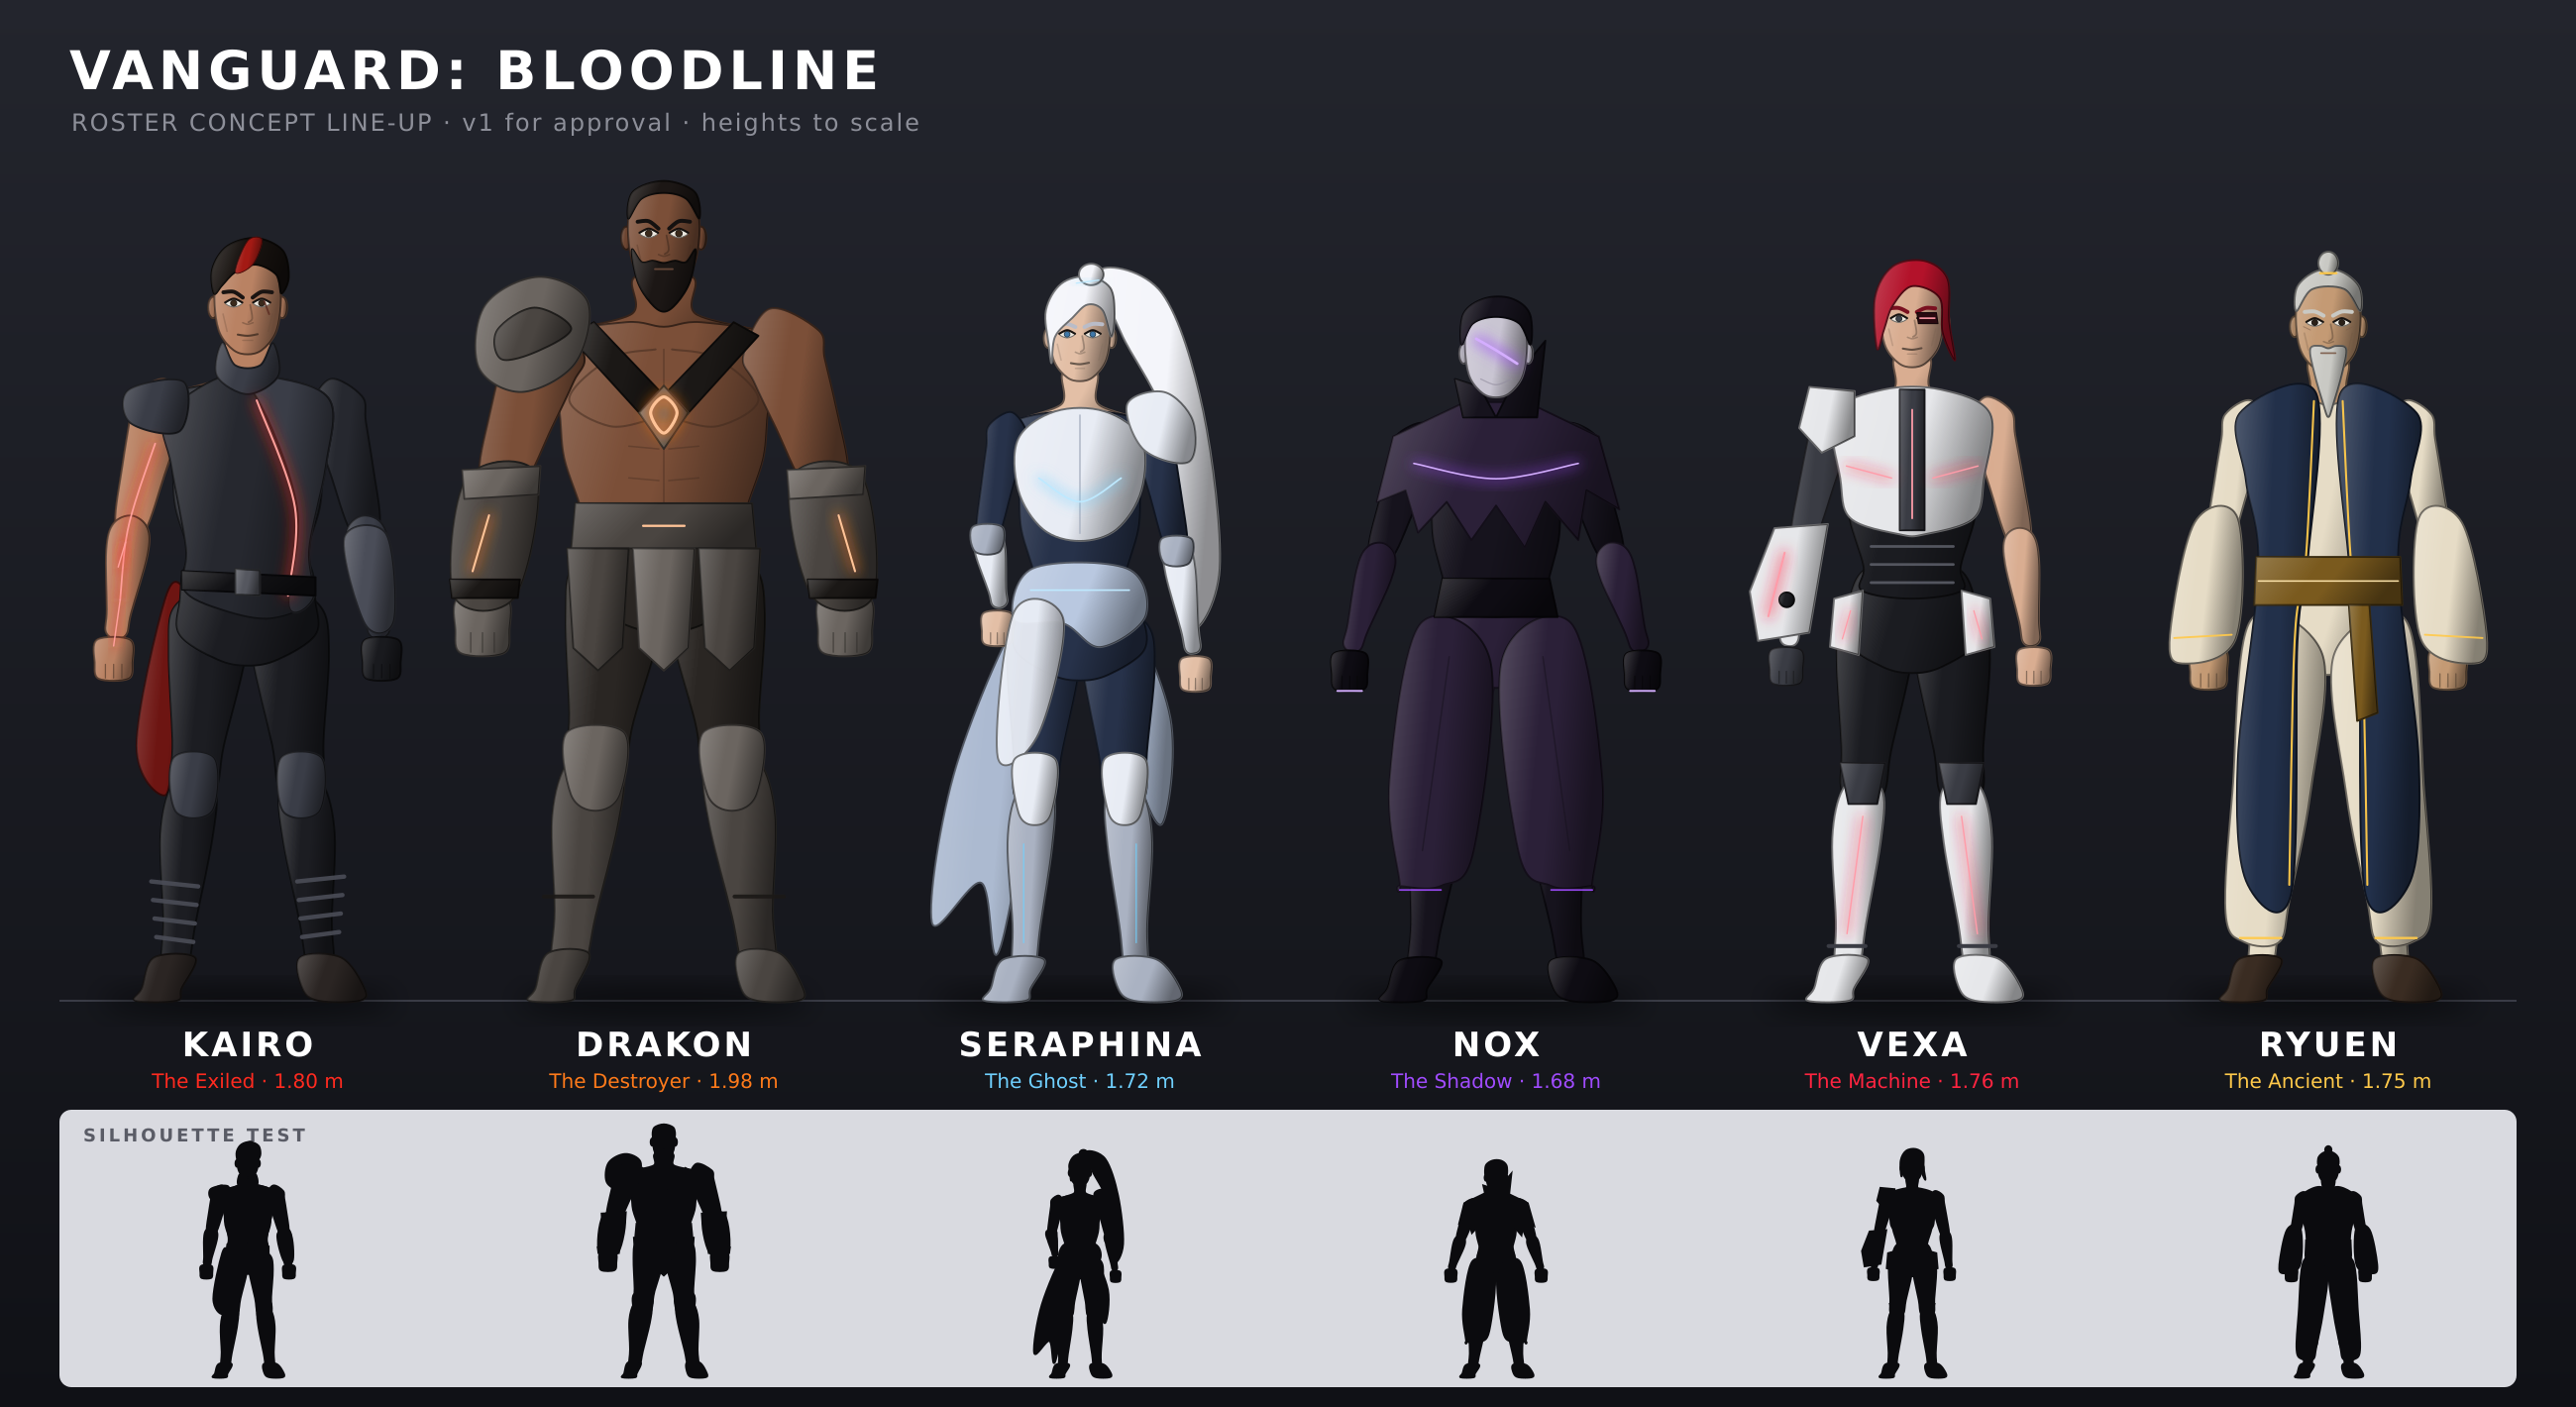 VANGUARD: BLOODLINE
ROSTER CONCEPT LINE-UP · v1 for approval · heights to scale
KAIRO
The Exiled · 1.80 m
DRAKON
The Destroyer · 1.98 m
SERAPHINA
The Ghost · 1.72 m
NOX
The Shadow · 1.68 m
VEXA
The Machine · 1.76 m
RYUEN
The Ancient · 1.75 m
SILHOUETTE TEST